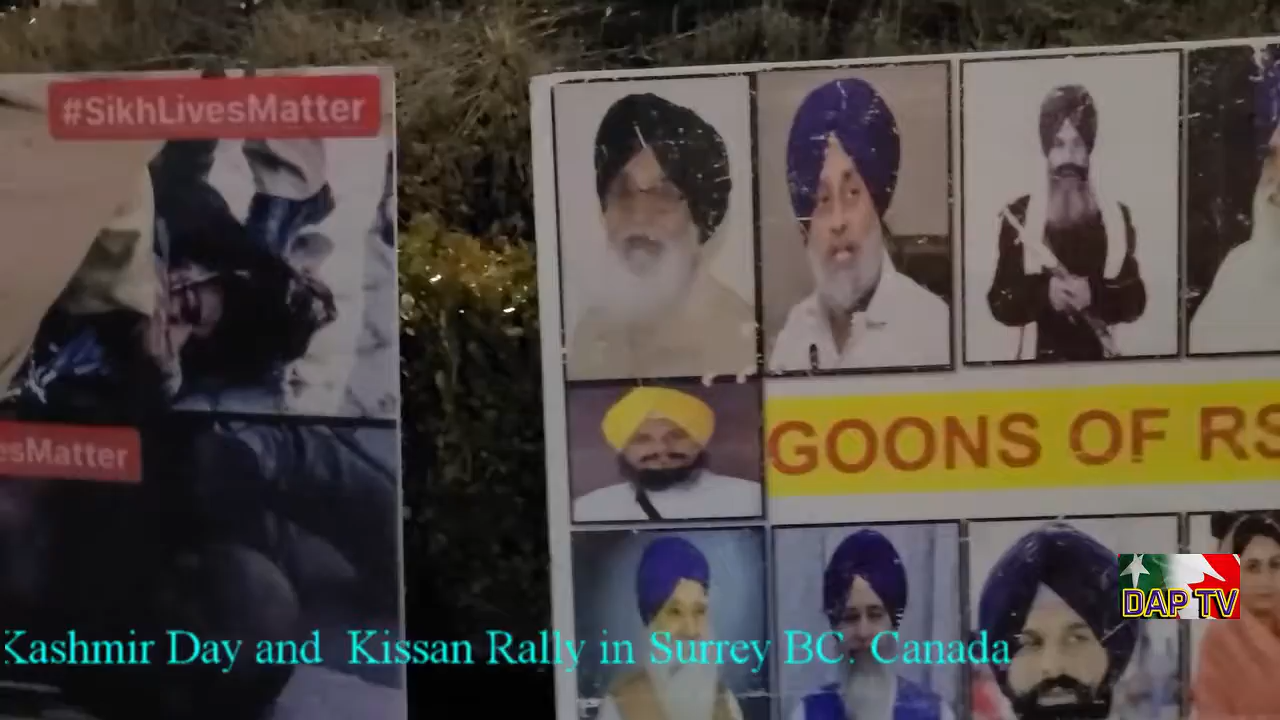 #SikhLivesMatter
GOONS OF RS
esMatter
DAP TV
Kashmir Day and Kissan Rally in Surrey BC. Canada